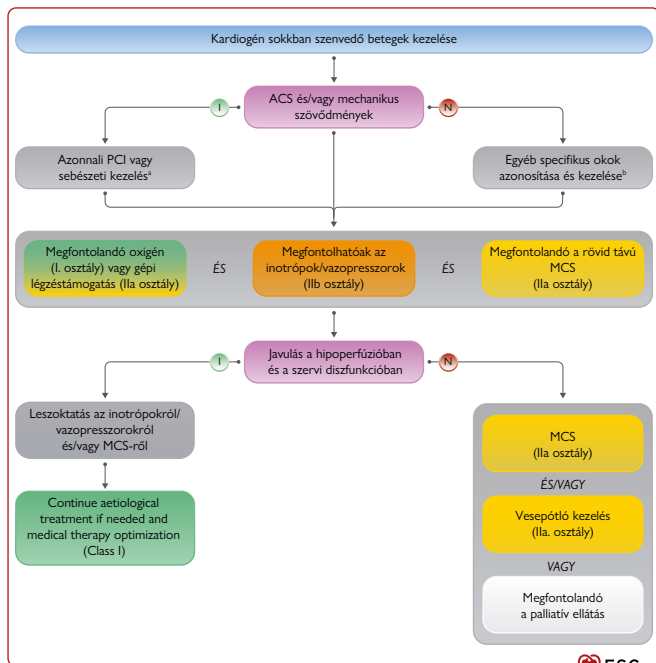 Kardiogén sokkban szenvedő betegek kezelése
ACS és/vagy mechanikus
szövődmények
I
N
Azonnali PCI vagy
sebészeti kezelésᵃ
Egyéb specifikus okok
azonosítása és kezeléseᵇ
Megfontolandó oxigén
(I. osztály) vagy gépi
légzéstámogatás (IIa osztály)
ÉS
Megfontolhatóak az
inotrópok/vazopresszorok
(IIb osztály)
ÉS
Megfontolandó a rövid távú
MCS
(IIa osztály)
I
Javulás a hipoperfúzióban
és a szervi diszfunkcióban
N
Leszoktatás az inotrópokról/
vazopresszorokról
és/vagy MCS-ről
Continue aetiological
treatment if needed and
medical therapy optimization
(Class I)
MCS
(IIa osztály)
ÉS/VAGY
Vesepótló kezelés
(IIa. osztály)
VAGY
Megfontolandó
a palliatív ellátás